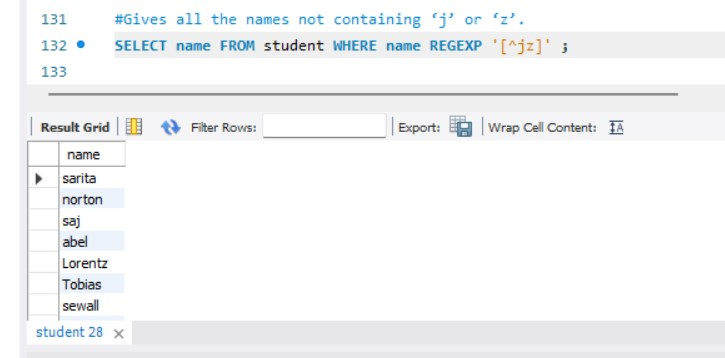 131 #Gives all the names not containing ‘j’ or ‘z’.
132 SELECT name FROM student WHERE name REGEXP '[^jz]' ;
133
Result Grid Filter Rows: Export: Wrap Cell Content: IA
name
sarita
norton
saj
abel
Lorentz
Tobias
sewall
student 28 ×